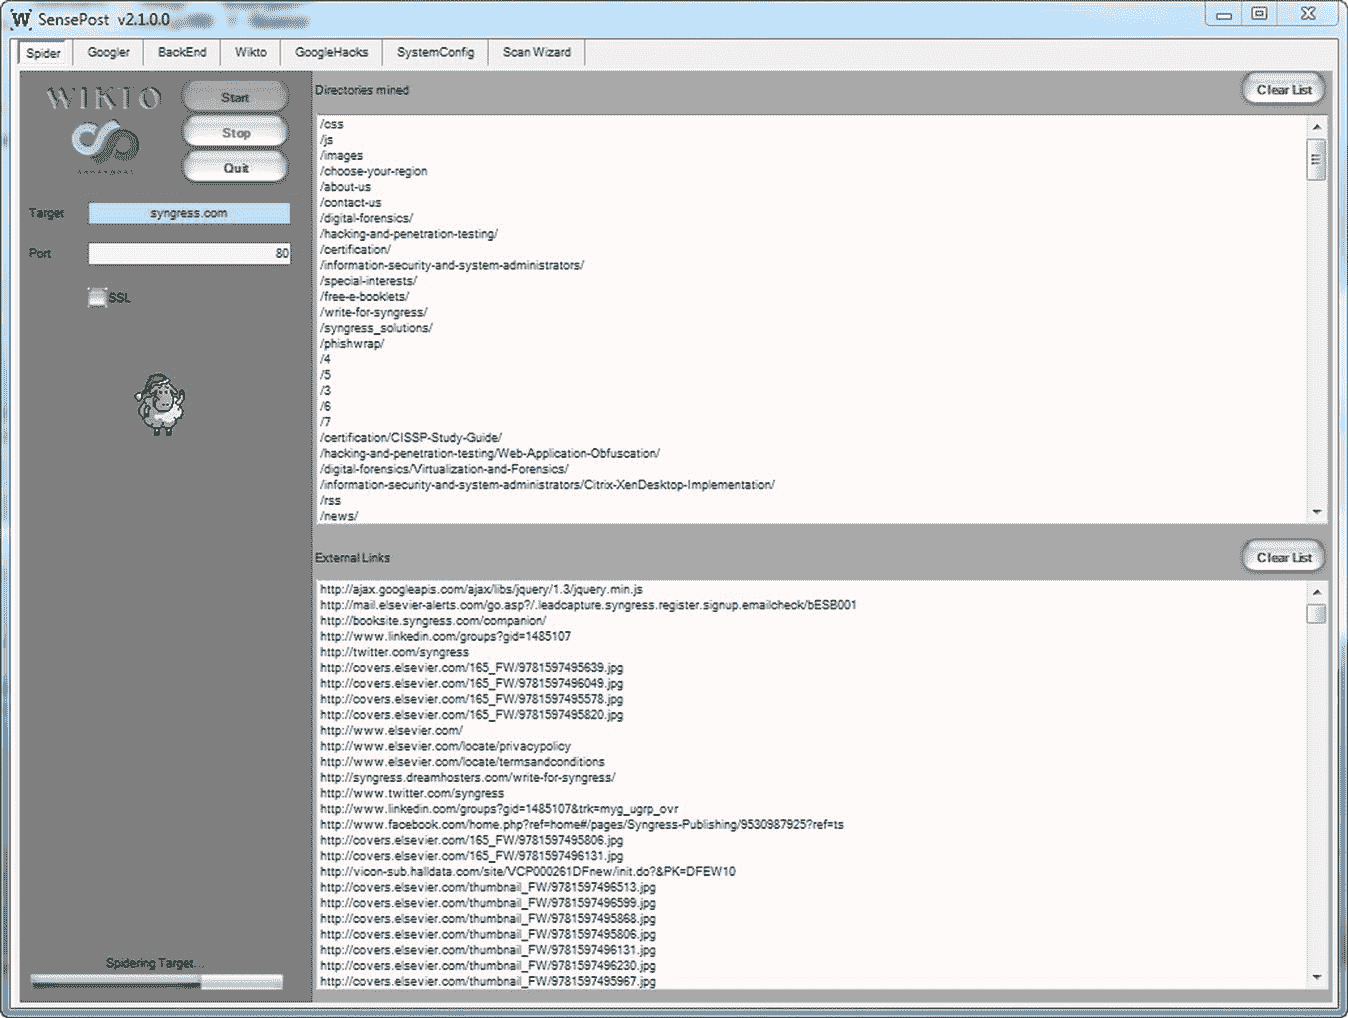 W SensePost v2.1.0.0
Spider Googler BackEnd Wikto GoogleHacks SystemConfig Scan Wizard
WIKTO
SENSEPOST
Start
Stop
Quit
Target syngress.com
Port 80
SSL
Spidering Target...
Directories mined
Clear List
/css
/js
/images
/choose-your-region
/about-us
/contact-us
/digital-forensics/
/hacking-and-penetration-testing/
/certification/
/information-security-and-system-administrators/
/special-interests/
/free-e-booklets/
/write-for-syngress/
/syngress_solutions/
/phishwrap/
/4
/5
/3
/6
/7
/certification/CISSP-Study-Guide/
/hacking-and-penetration-testing/Web-Application-Obfuscation/
/digital-forensics/Virtualization-and-Forensics/
/information-security-and-system-administrators/Citrix-XenDesktop-Implementation/
/rss
/news/
External Links
Clear List
http://ajax.googleapis.com/ajax/libs/jquery/1.3/jquery.min.js
http://mail.elsevier-alerts.com/go.asp?/.leadcapture.syngress.register.signup.emailcheck/bESB001
http://booksite.syngress.com/companion/
http://www.linkedin.com/groups?gid=1485107
http://twitter.com/syngress
http://covers.elsevier.com/165_FW/9781597495639.jpg
http://covers.elsevier.com/165_FW/9781597496049.jpg
http://covers.elsevier.com/165_FW/9781597495578.jpg
http://covers.elsevier.com/165_FW/9781597495820.jpg
http://www.elsevier.com/
http://www.elsevier.com/locate/privacypolicy
http://www.elsevier.com/locate/termsandconditions
http://syngress.dreamhosters.com/write-for-syngress/
http://www.twitter.com/syngress
http://www.linkedin.com/groups?gid=1485107&trk=myg_ugrp_ovr
http://www.facebook.com/home.php?ref=home#/pages/Syngress-Publishing/9530987925?ref=ts
http://covers.elsevier.com/165_FW/9781597495806.jpg
http://covers.elsevier.com/165_FW/9781597496131.jpg
http://vicon-sub.halldata.com/site/VCP000261DFnew/init.do?&PK=DFEW10
http://covers.elsevier.com/thumbnail_FW/9781597496513.jpg
http://covers.elsevier.com/thumbnail_FW/9781597496599.jpg
http://covers.elsevier.com/thumbnail_FW/9781597495868.jpg
http://covers.elsevier.com/thumbnail_FW/9781597495806.jpg
http://covers.elsevier.com/thumbnail_FW/9781597496131.jpg
http://covers.elsevier.com/thumbnail_FW/9781597496230.jpg
http://covers.elsevier.com/thumbnail_FW/9781597495967.jpg